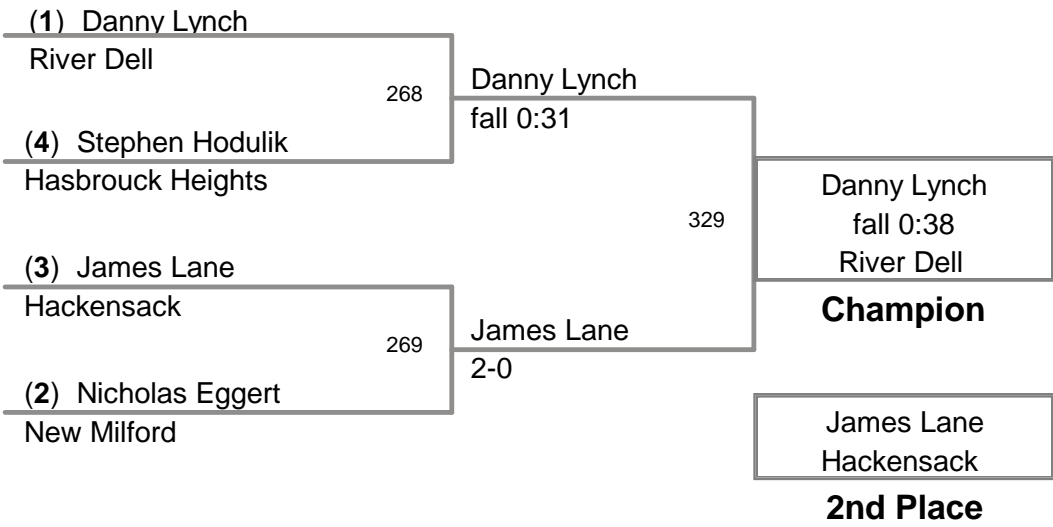 (1) Danny Lynch
River Dell
268
(4) Stephen Hodulik
Hasbrouck Heights
(3) James Lane
Hackensack
269
(2) Nicholas Eggert
New Milford
Danny Lynch
fall 0:31
329
James Lane
2-0
Danny Lynch
fall 0:38
River Dell
Champion
James Lane
Hackensack
2nd Place